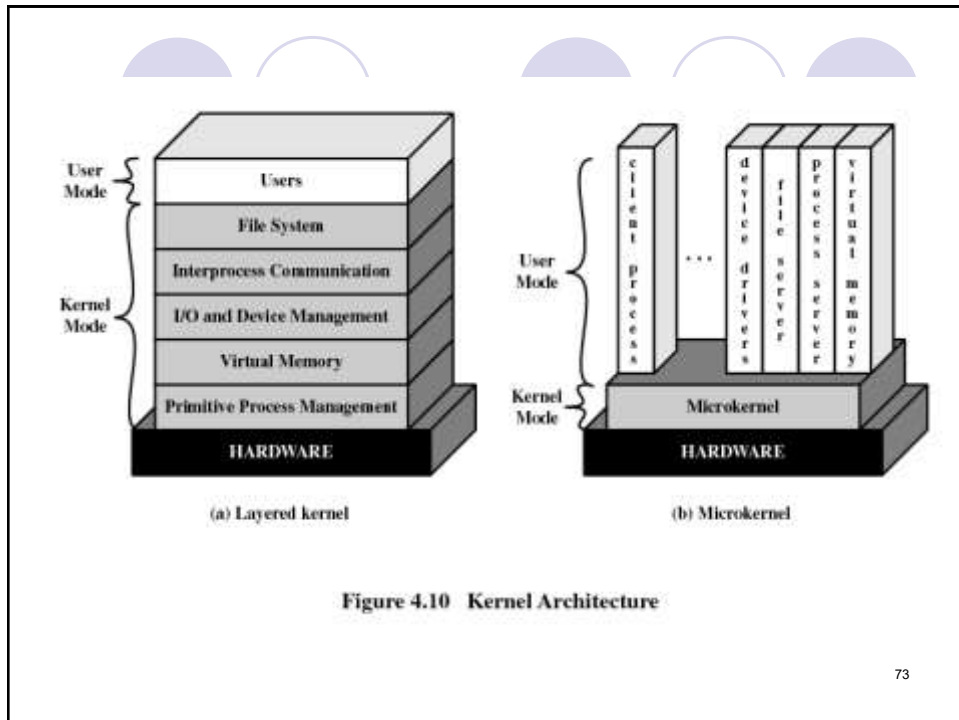 User
Mode
Users
File System
Interprocess Communication
I/O and Device Management
Kernel
Mode
Virtual Memory
Primitive Process Management
HARDWARE
(a) Layered kernel
client process
...
device drivers
file server
process server
virtual memory
User
Mode
Kernel
Mode
Microkernel
HARDWARE
(b) Microkernel
Figure 4.10 Kernel Architecture
73